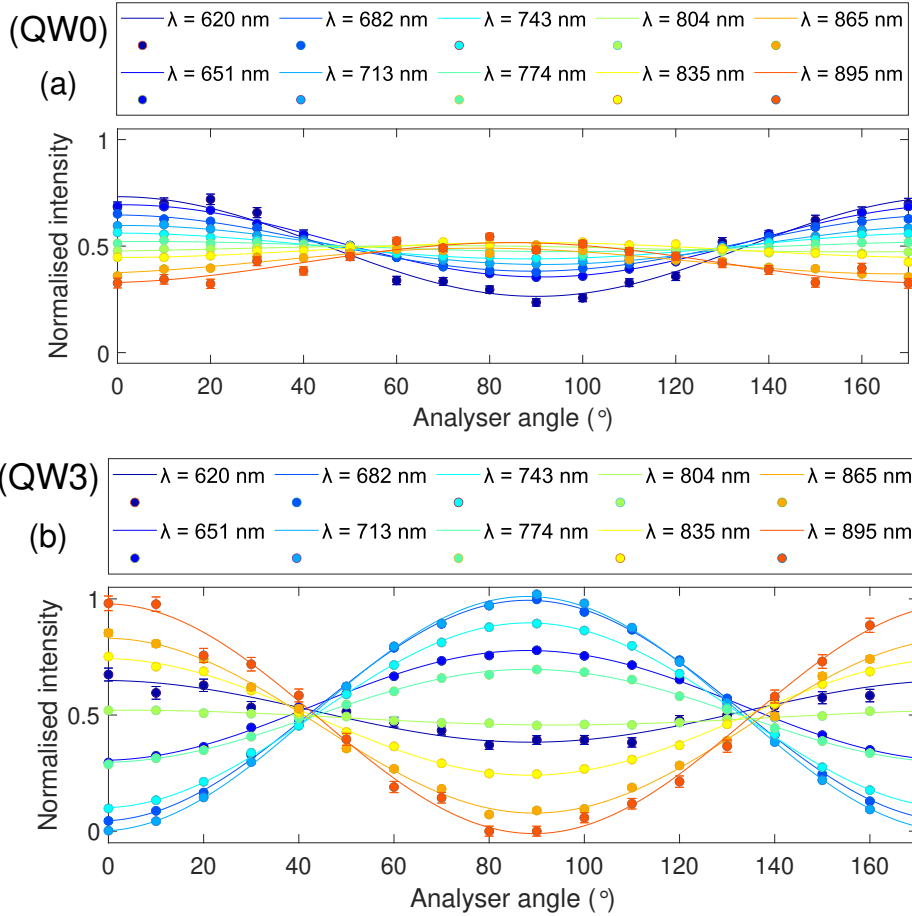 (QW0)
(a)
λ = 620 nm λ = 682 nm λ = 743 nm λ = 804 nm λ = 865 nm
λ = 651 nm λ = 713 nm λ = 774 nm λ = 835 nm λ = 895 nm
1
0.5
0
Normalised intensity
0 20 40 60 80 100 120 140 160
Analyser angle (°)
(QW3)
(b)
λ = 620 nm λ = 682 nm λ = 743 nm λ = 804 nm λ = 865 nm
λ = 651 nm λ = 713 nm λ = 774 nm λ = 835 nm λ = 895 nm
1
0.5
0
Normalised intensity
0 20 40 60 80 100 120 140 160
Analyser angle (°)